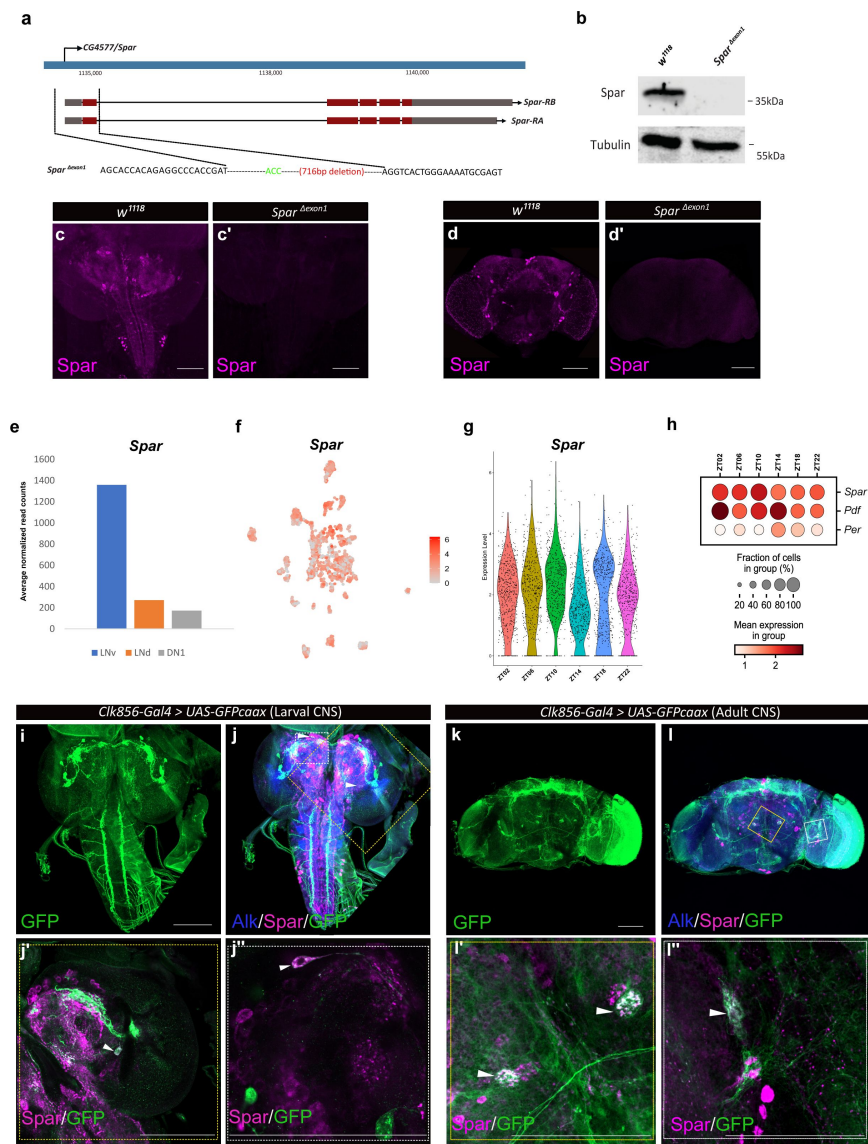 a
CG4577/Spar
1135,000 1138,000 1140,000
Spar-RB
Spar-RA
Spar Δexon1 AGCACCACAGAGGCCCACCGAT----------ACC-----(716bp deletion)-----AGGTCACTGGGAAAATGCGAGT
b
w1118 Spar Δexon1
Spar
– 35kDa
Tubulin
– 55kDa
w1118 Spar Δexon1
c c'
Spar Spar
w1118 Spar Δexon1
d d'
Spar Spar
e
Spar
Average normalized read counts
1600
1400
1200
1000
800
600
400
200
0
LNv LNd DN1
f
Spar
6
4
2
0
g
Spar
Expression Level
6
4
2
0
ZT02 ZT06 ZT10 ZT14 ZT18 ZT22
h
ZT02 ZT06 ZT10 ZT14 ZT18 ZT22
Spar
Pdf
Per
Fraction of cells
in group (%)
20 40 60 80 100
Mean expression
in group
1 2
Clk856-Gal4 > UAS-GFPcaax (Larval CNS)
i j
GFP Alk/Spar/GFP
j' j''
Spar/GFP Spar/GFP
Clk856-Gal4 > UAS-GFPcaax (Adult CNS)
k l
GFP Alk/Spar/GFP
l' l''
Spar/GFP Spar/GFP